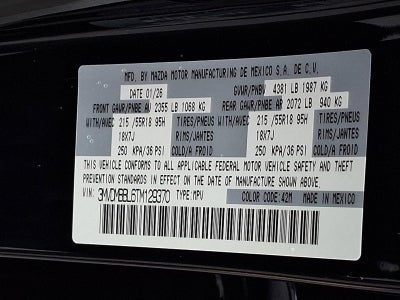 MFD. BY MAZDA MOTOR MANUFACTURING DE MEXICO S.A. DE C.V.
DATE 01/26 GVWR/PNBV 4381 LB 1987 KG
FRONT GAWR/PNBE AV 2355 LB 1068 KG REAR GAWR/PNBE AR 2072 LB 940 KG
WITH/AVEC 215/55R18 95H TIRES/PNEUS WITH/AVEC 215/55R18 95H TIRES/PNEUS
18X7J RIMS/JANTES 18X7J RIMS/JANTES
250 KPA/36 PSI COLD/A FROID 250 KPA/36 PSI COLD/A FROID
THIS VEHICLE CONFORMS TO ALL APPLICABLE FEDERAL MOTOR VEHICLE SAFETY AND THEFT
PREVENTION STANDARDS IN EFFECT ON THE DATE OF MANUFACTURE SHOWN ABOVE.
VIN: 3MVDMBBL6TM129370 TYPE:MPV COLOR CODE:42M MADE IN MEXICO